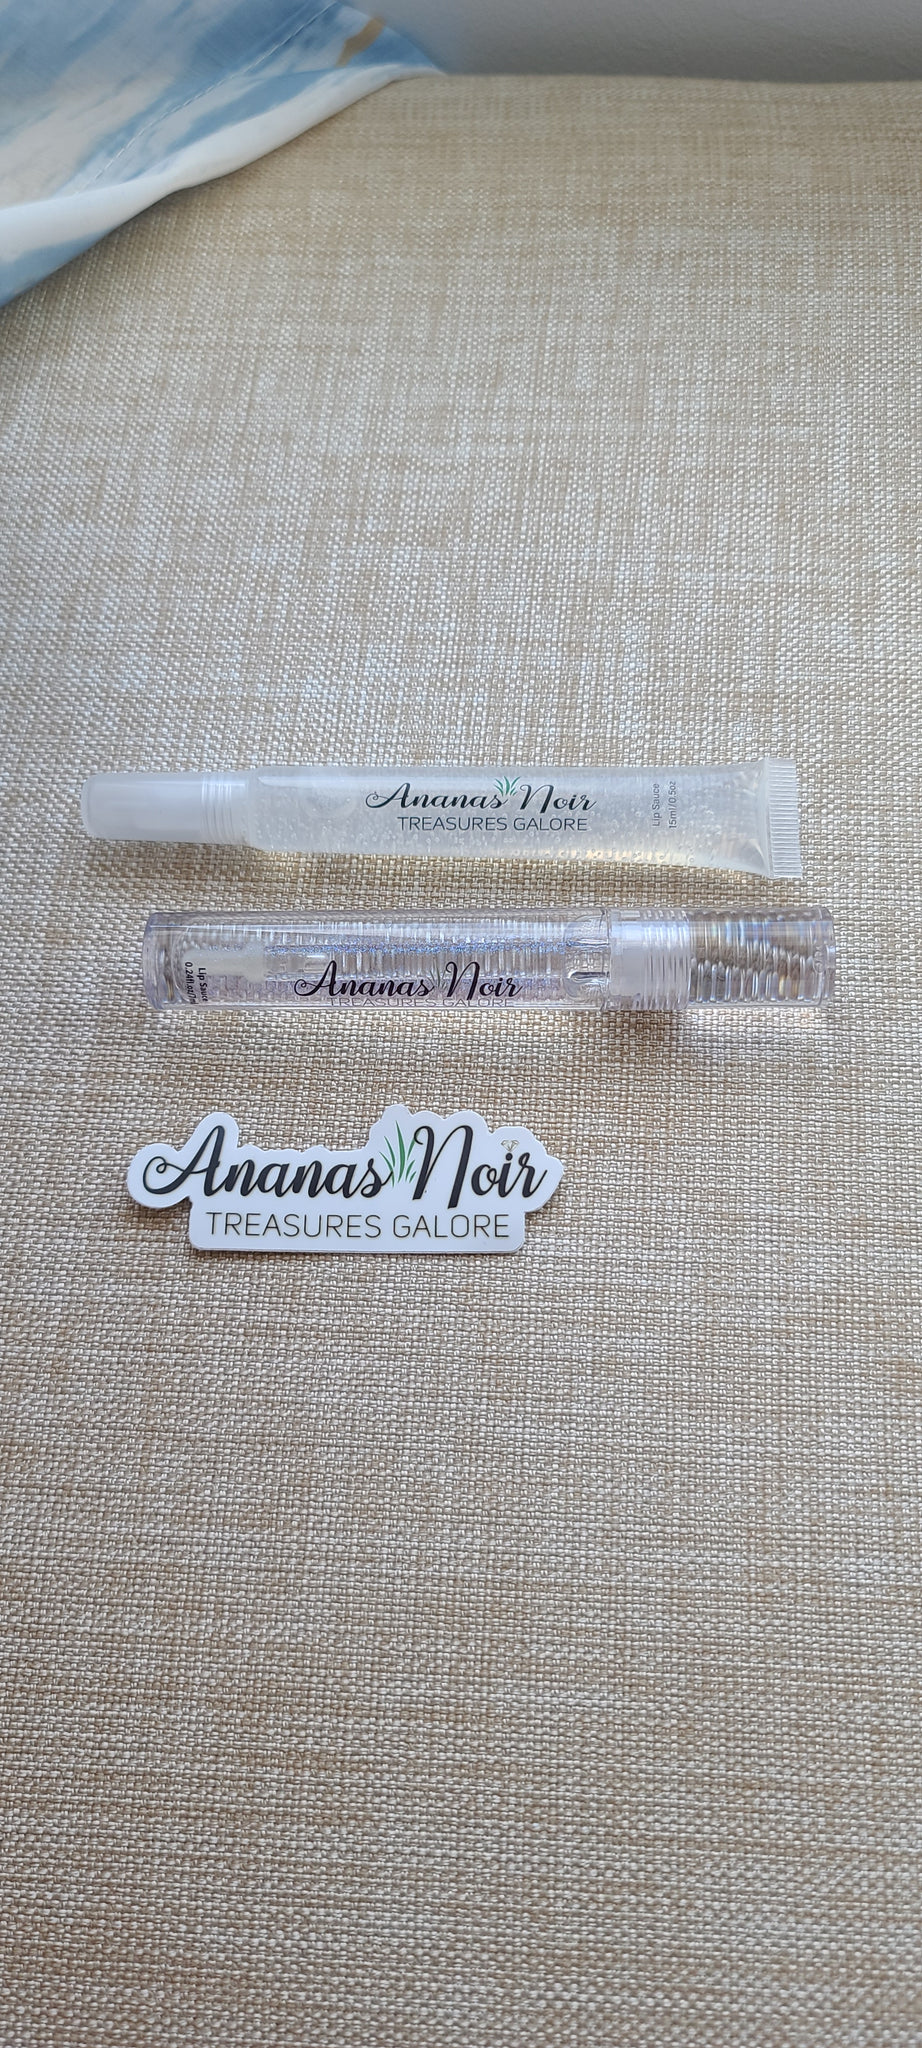 Ananas Noir
TREASURES GALORE
Lip Sauce
15ml/0.5oz
Ananas Noir
TREASURES GALORE
Lip Sauce
Ananas Noir
TREASURES GALORE